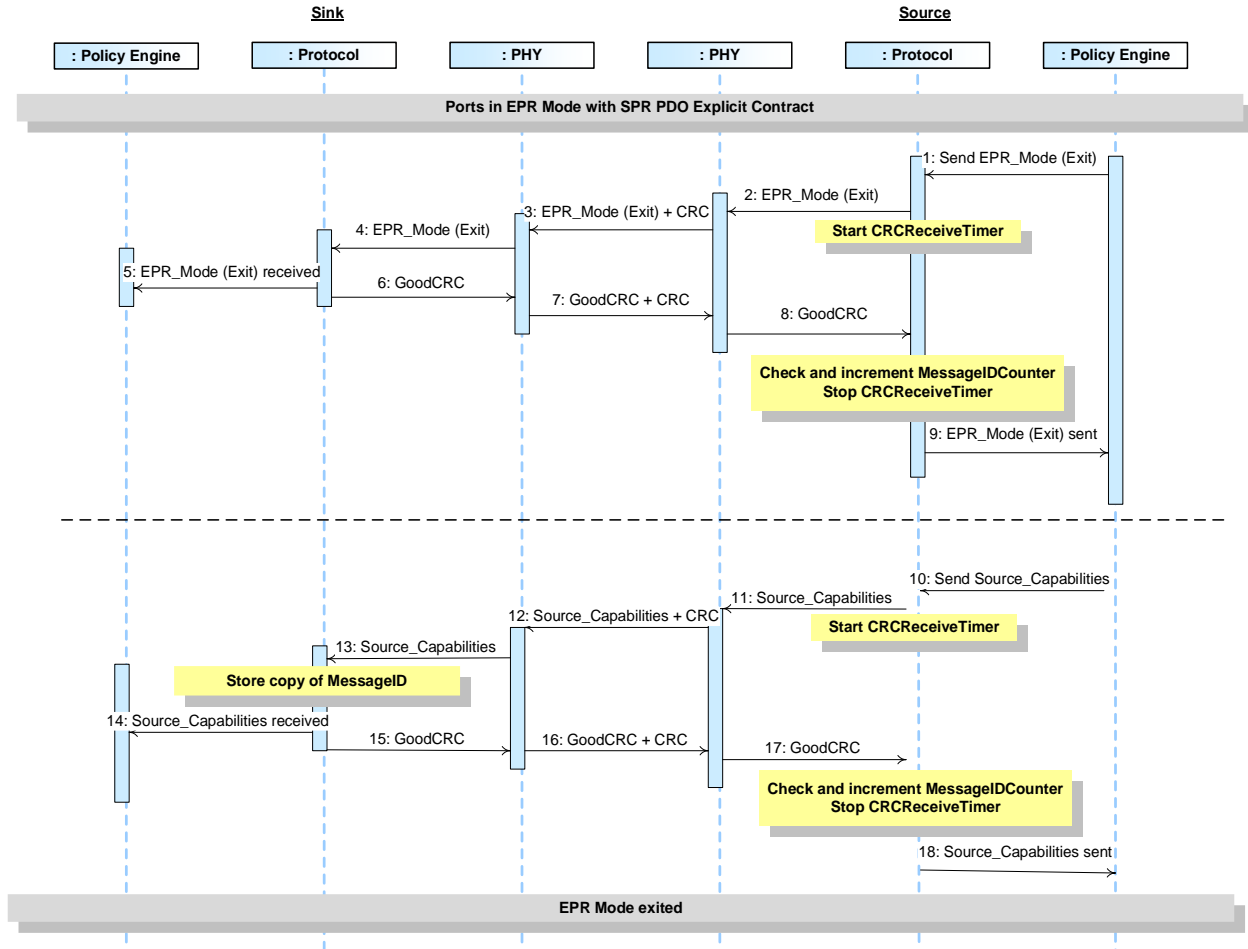 Sink
Source
: Policy Engine
: Protocol
: PHY
: PHY
: Protocol
: Policy Engine
Ports in EPR Mode with SPR PDO Explicit Contract
1: Send EPR_Mode (Exit)
2: EPR_Mode (Exit)
3: EPR_Mode (Exit) + CRC
Start CRCReceiveTimer
4: EPR_Mode (Exit)
5: EPR_Mode (Exit) received
6: GoodCRC
7: GoodCRC + CRC
8: GoodCRC
Check and increment MessageIDCounter
Stop CRCReceiveTimer
9: EPR_Mode (Exit) sent
10: Send Source_Capabilities
11: Source_Capabilities
12: Source_Capabilities + CRC
Start CRCReceiveTimer
13: Source_Capabilities
Store copy of MessageID
14: Source_Capabilities received
15: GoodCRC
16: GoodCRC + CRC
17: GoodCRC
Check and increment MessageIDCounter
Stop CRCReceiveTimer
18: Source_Capabilities sent
EPR Mode exited